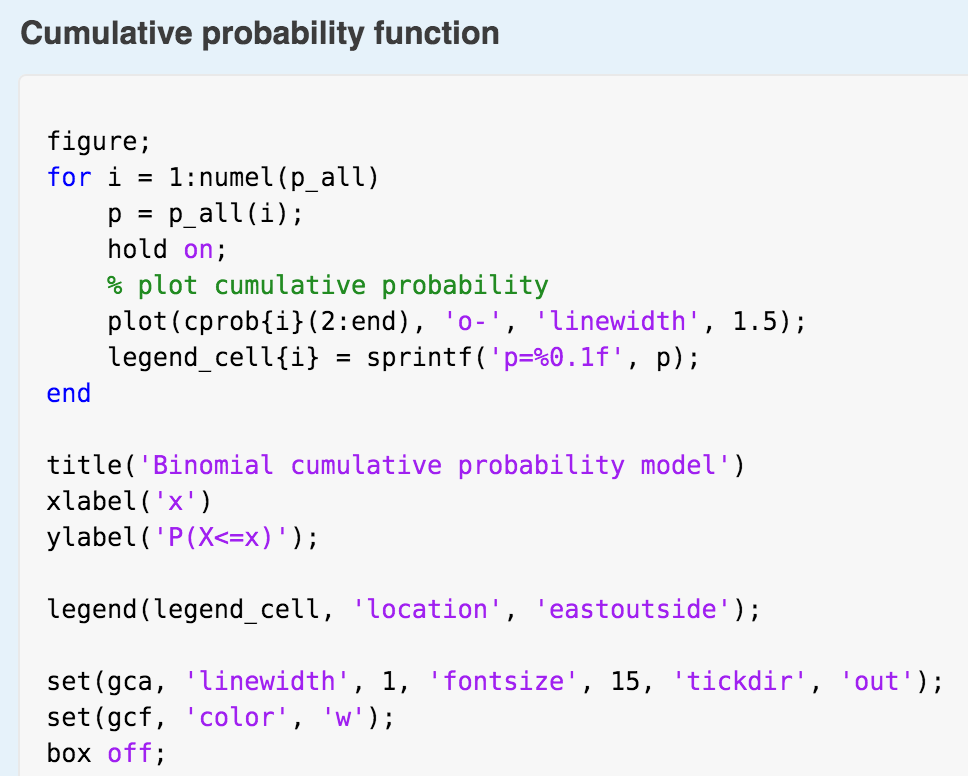 Cumulative probability function
figure;
for i = 1:numel(p_all)
    p = p_all(i);
    hold on;
    % plot cumulative probability
    plot(cprob{i}(2:end), 'o-', 'linewidth', 1.5);
    legend_cell{i} = sprintf('p=%0.1f', p);
end
title('Binomial cumulative probability model')
xlabel('x')
ylabel('P(X<=x)');
legend(legend_cell, 'location', 'eastoutside');
set(gca, 'linewidth', 1, 'fontsize', 15, 'tickdir', 'out');
set(gcf, 'color', 'w');
box off;